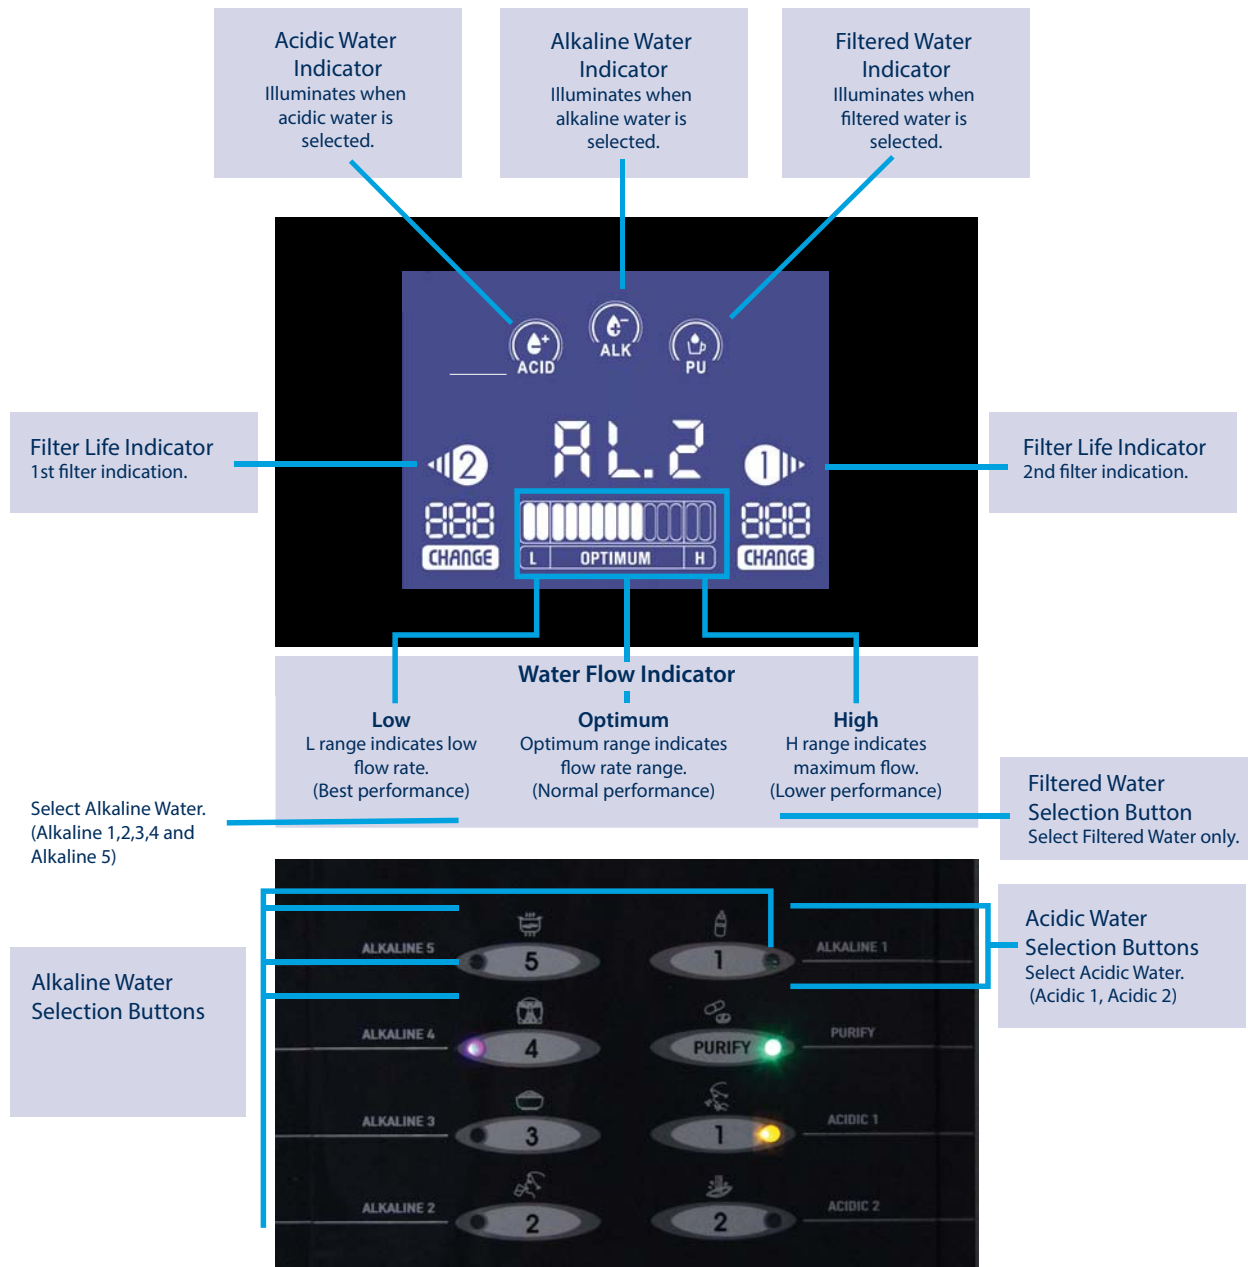 Acidic Water
Indicator
Illuminates when
acidic water is
selected.
Alkaline Water
Indicator
Illuminates when
alkaline water is
selected.
Filtered Water
Indicator
Illuminates when
filtered water is
selected.
ACID
ALK
PU
Filter Life Indicator
1st filter indication.
2
AL.2
1
Filter Life Indicator
2nd filter indication.
888
CHANGE
L
OPTIMUM
H
888
CHANGE
Water Flow Indicator
Low
L range indicates low
flow rate.
(Best performance)
Optimum
Optimum range indicates
flow rate range.
(Normal performance)
High
H range indicates
maximum flow.
(Lower performance)
Select Alkaline Water.
(Alkaline 1,2,3,4 and
Alkaline 5)
Filtered Water
Selection Button
Select Filtered Water only.
Alkaline Water
Selection Buttons
Acidic Water
Selection Buttons
Select Acidic Water.
(Acidic 1, Acidic 2)
ALKALINE 5
5
1
ALKALINE 1
ALKALINE 4
4
PURIFY
PURIFY
ALKALINE 3
3
1
ACIDIC 1
ALKALINE 2
2
2
ACIDIC 2